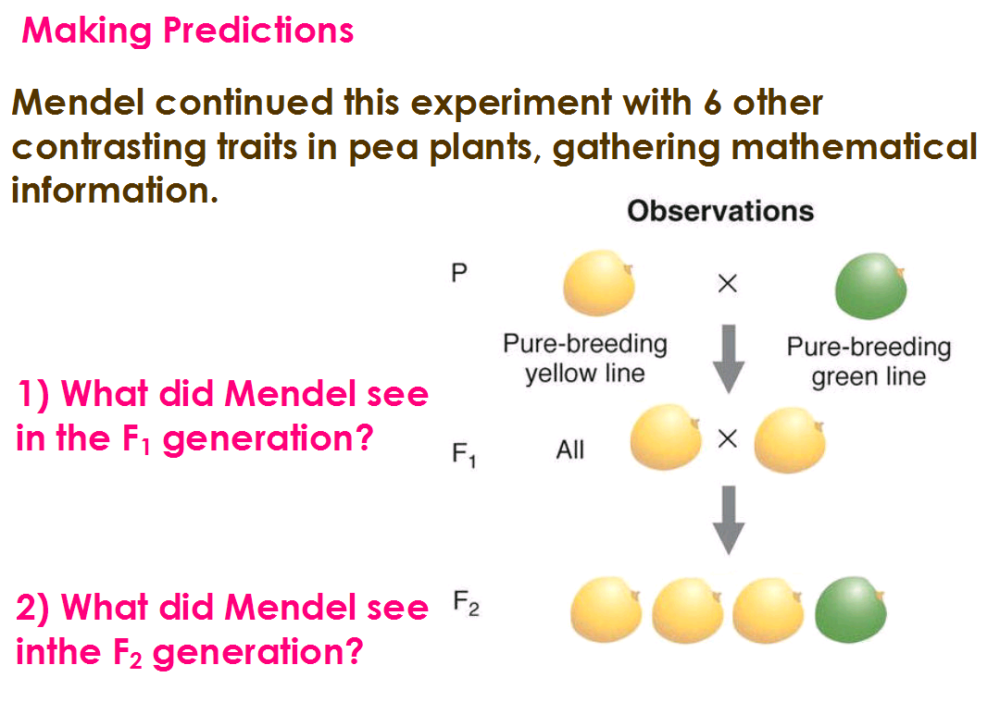 Making Predictions
Mendel continued this experiment with 6 other
contrasting traits in pea plants, gathering mathematical
information.
Observations
P
×
Pure-breeding
yellow line
Pure-breeding
green line
1) What did Mendel see
in the F₁ generation?
F₁
All
×
2) What did Mendel see
inthe F₂ generation?
F₂